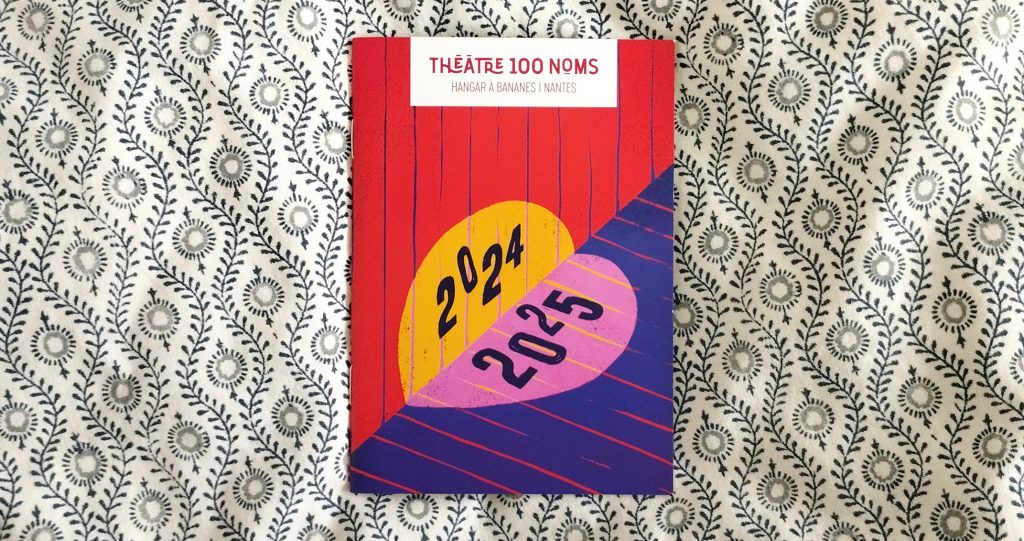 THÉÂTRE 100 NOMS
HANGAR À BANANES I NANTES
2024
2025